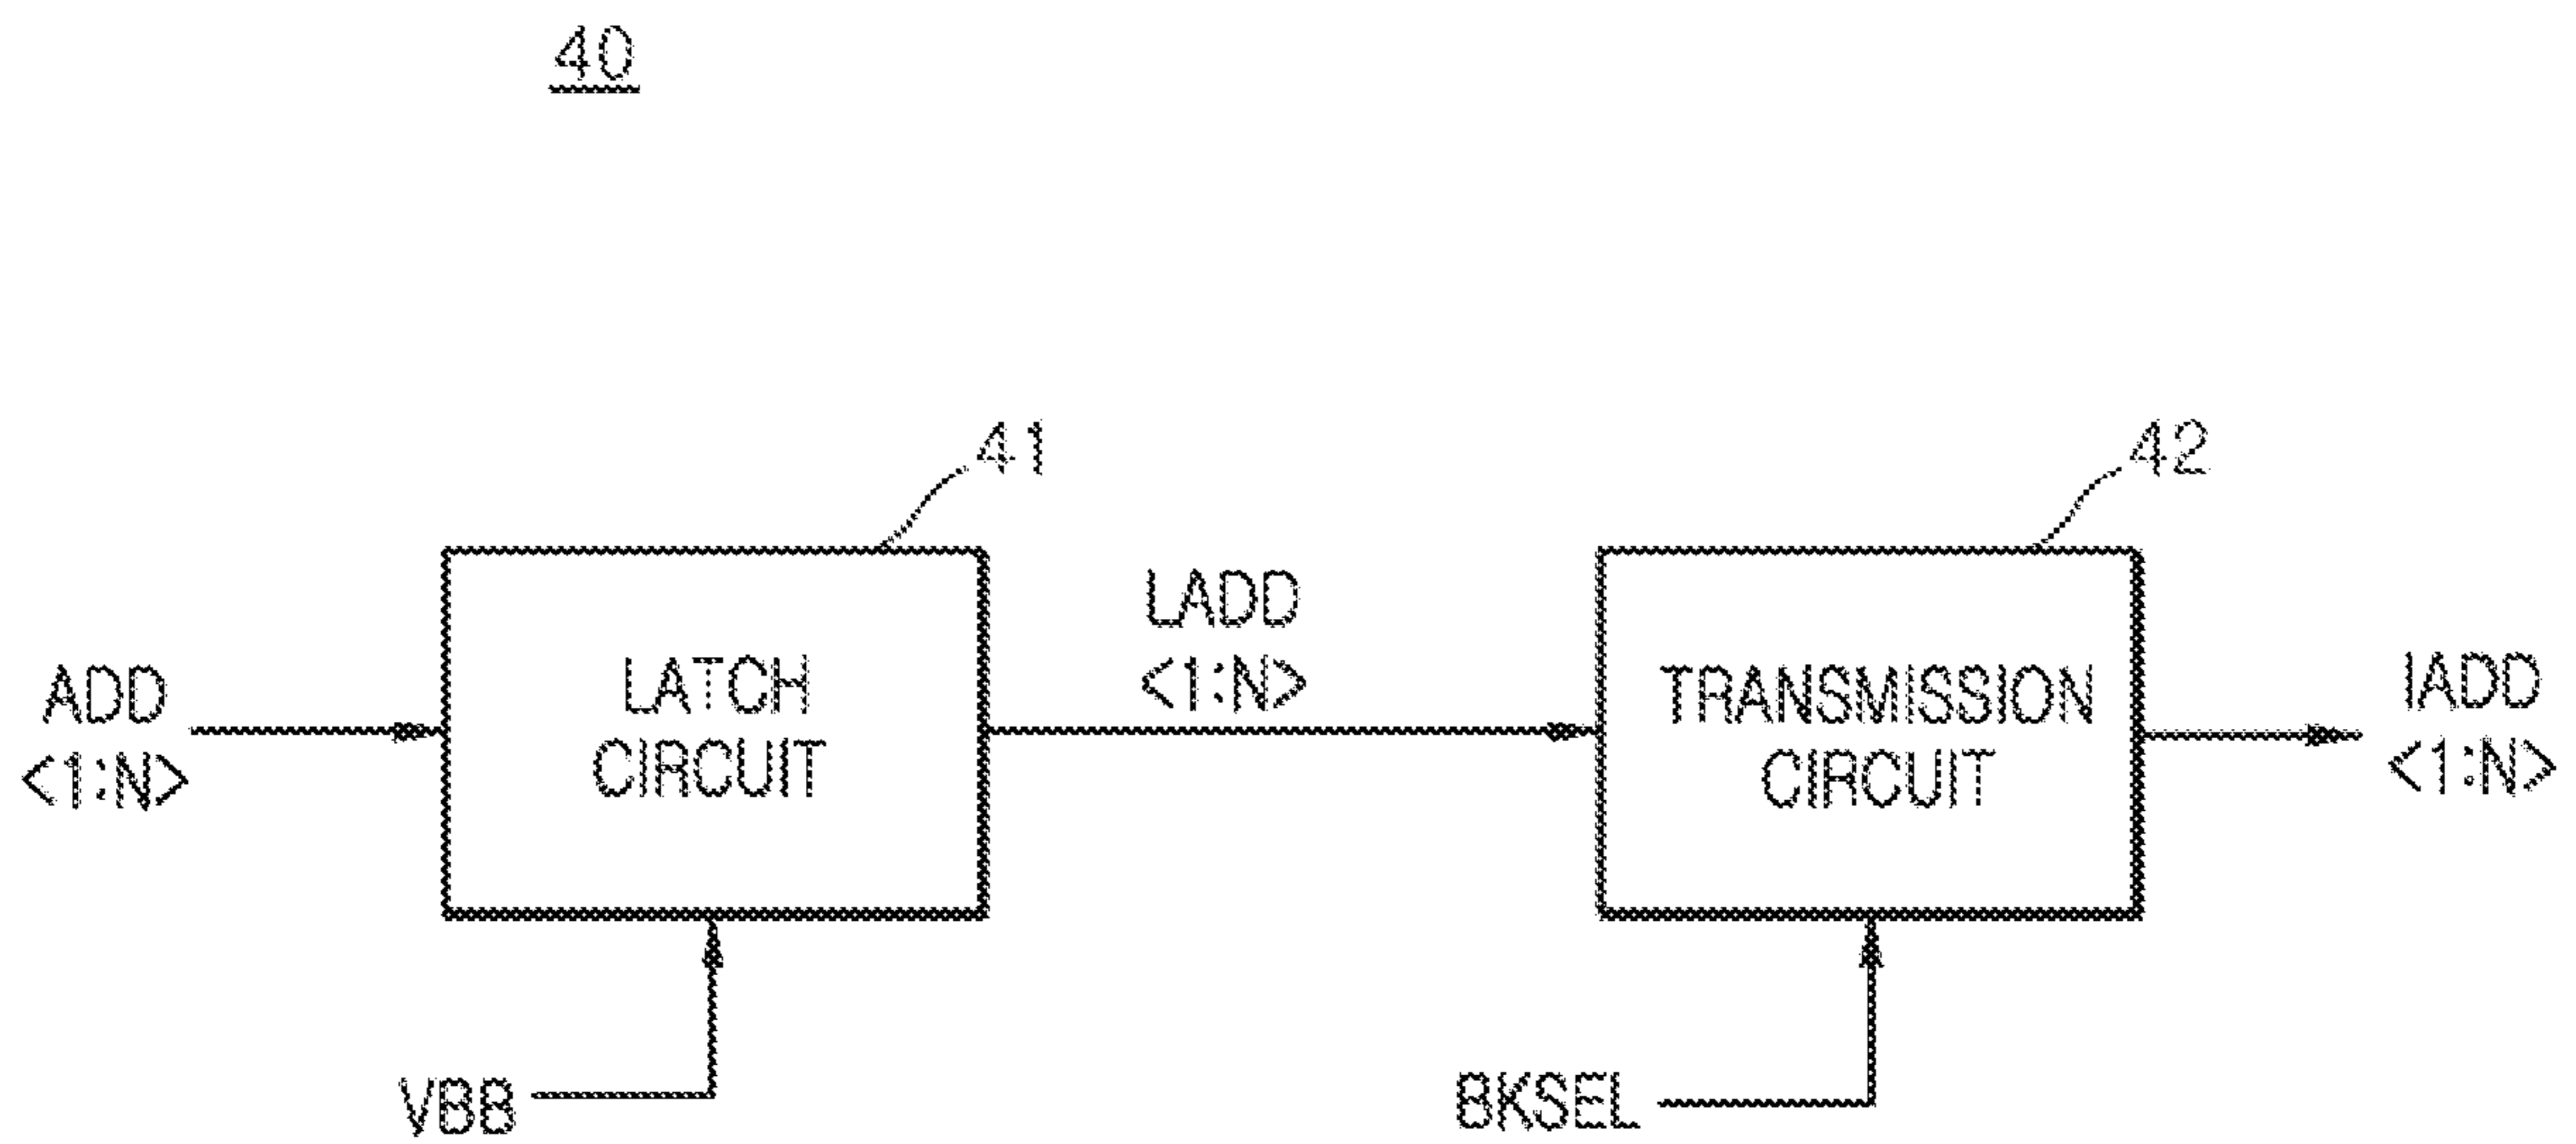 40
41
42
ADD
<1:N>
LATCH
CIRCUIT
LADD
<1:N>
TRANSMISSION
CIRCUIT
IADD
<1:N>
VBB
BKSEL